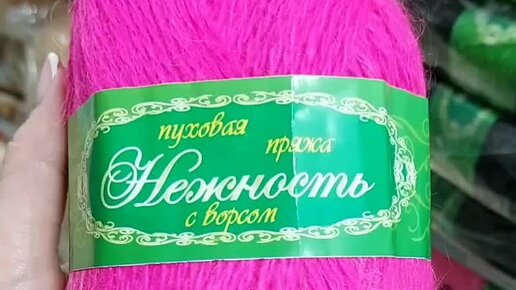 пуховая
пряжа
Нежность
с ворсом